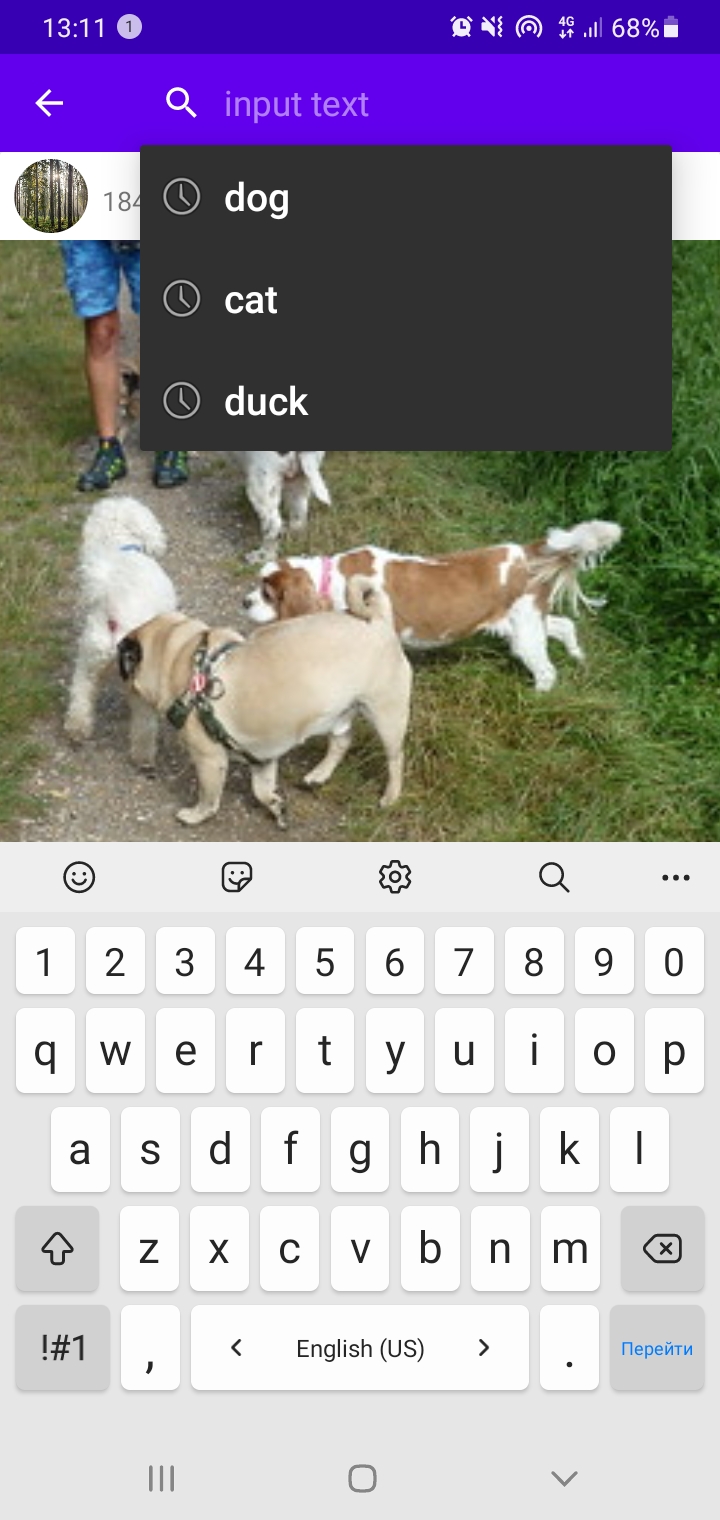 13:11 1 4G 68%
input text
184
dog
cat
duck
1 2 3 4 5 6 7 8 9 0
q w e r t y u i o p
a s d f g h j k l
z x c v b n m
!#1 , English (US) . Перейти